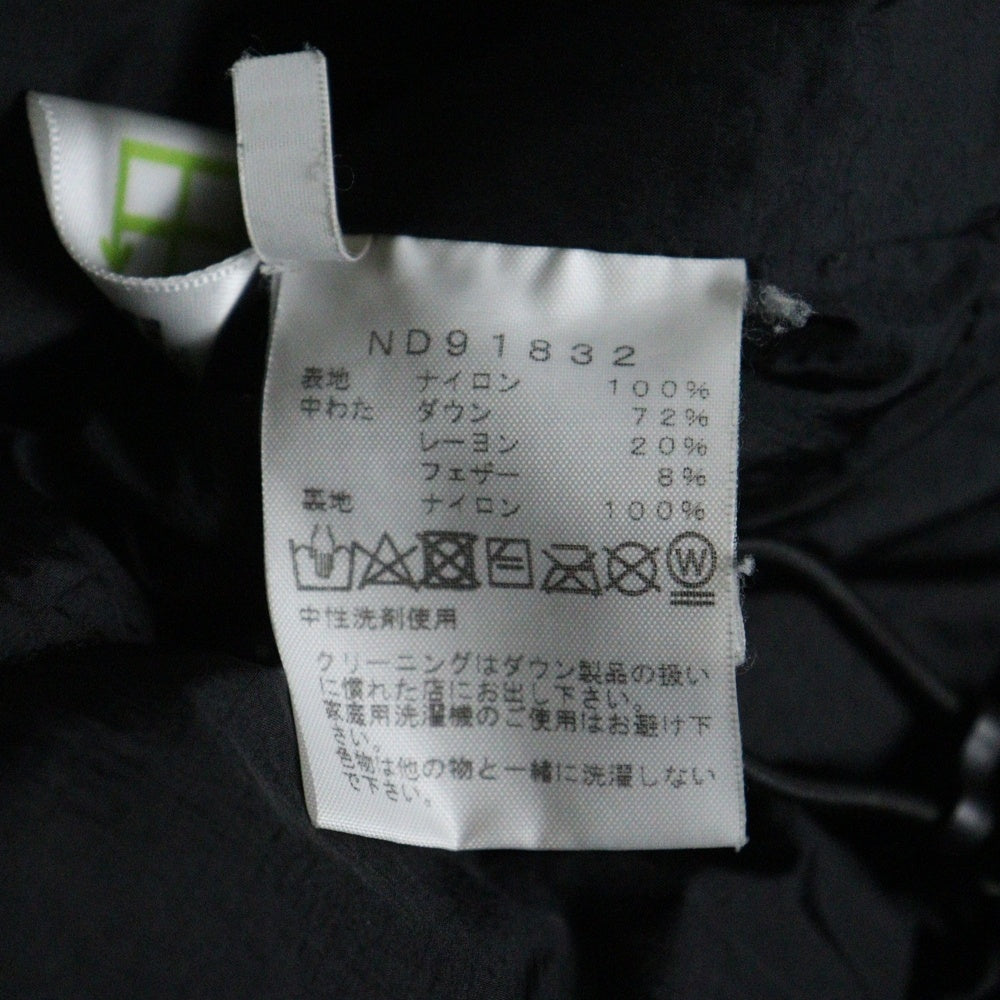 ND91832
表地 ナイロン 100%
中わた ダウン 72%
レーヨン 20%
フェザー 8%
裏地 ナイロン 100%
W
中性洗剤使用
クリーニングはダウン製品の扱い
に慣れた店にお出し下さい。
家庭用洗濯機のご使用はお避け下
さい。
色物は他の物と一緒に洗濯しない
で下さい。